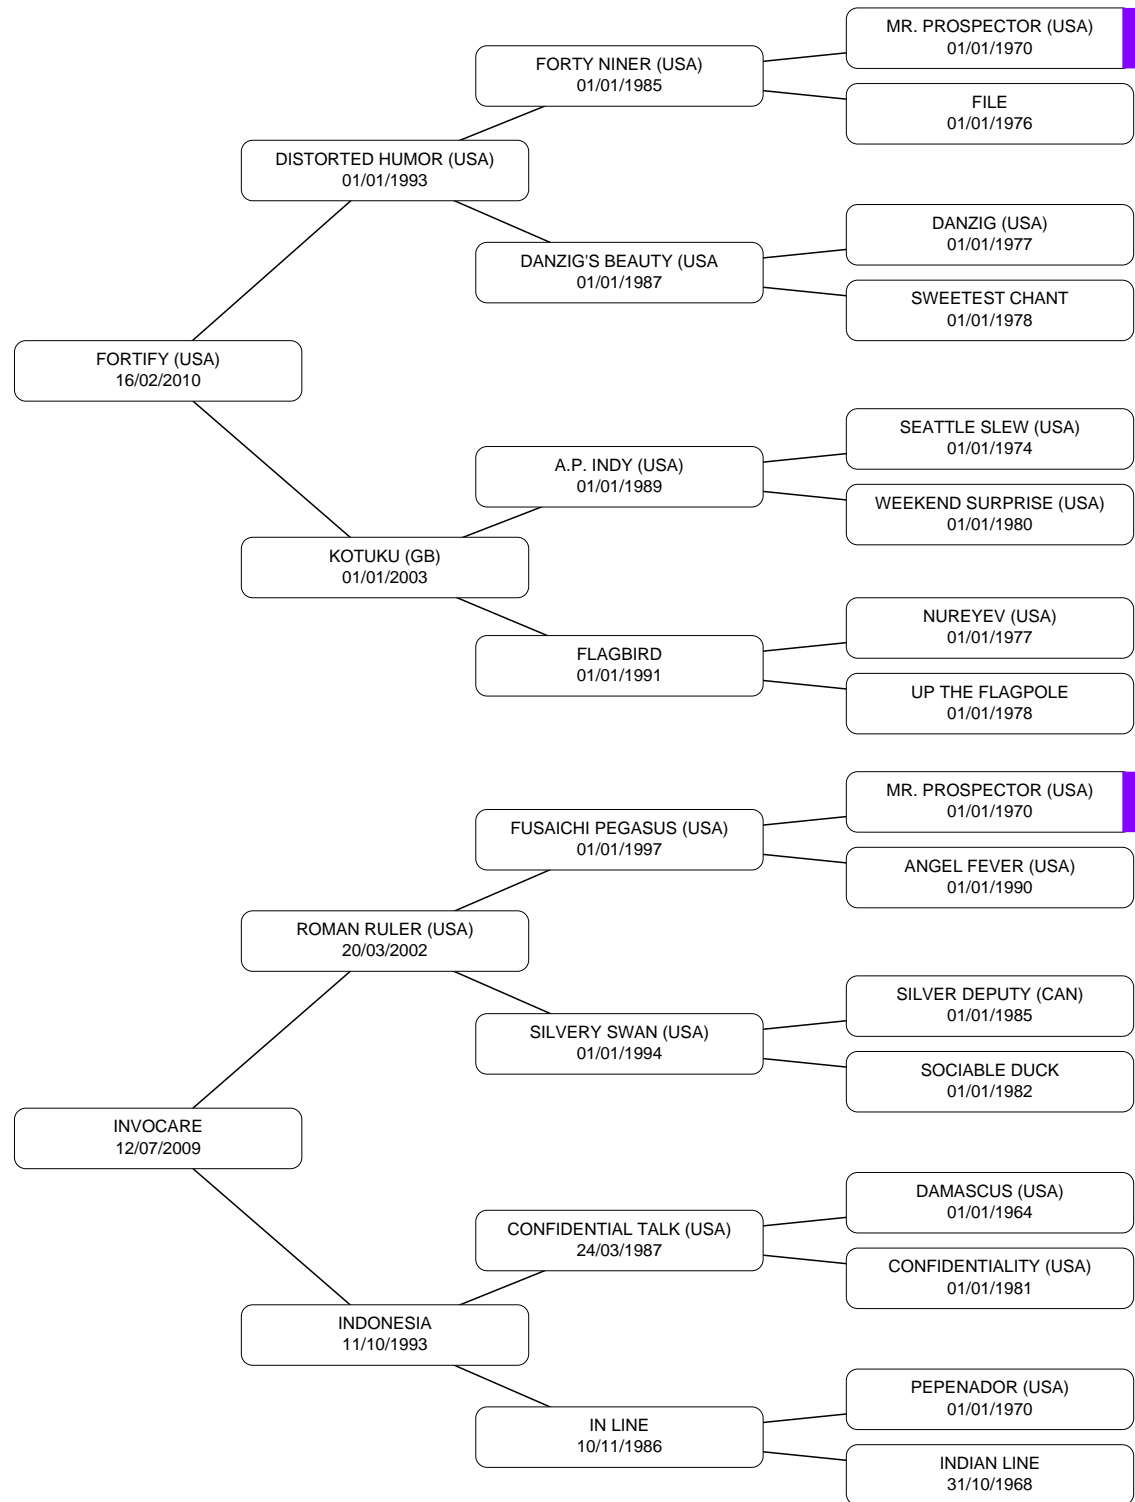 MR. PROSPECTOR (USA)
01/01/1970
FORTY NINER (USA)
01/01/1985
FILE
01/01/1976
DISTORTED HUMOR (USA)
01/01/1993
DANZIG (USA)
01/01/1977
DANZIG'S BEAUTY (USA
01/01/1987
SWEETEST CHANT
01/01/1978
FORTIFY (USA)
16/02/2010
SEATTLE SLEW (USA)
01/01/1974
A.P. INDY (USA)
01/01/1989
WEEKEND SURPRISE (USA)
01/01/1980
KOTUKU (GB)
01/01/2003
NUREYEV (USA)
01/01/1977
FLAGBIRD
01/01/1991
UP THE FLAGPOLE
01/01/1978
MR. PROSPECTOR (USA)
01/01/1970
FUSAICHI PEGASUS (USA)
01/01/1997
ANGEL FEVER (USA)
01/01/1990
ROMAN RULER (USA)
20/03/2002
SILVER DEPUTY (CAN)
01/01/1985
SILVERY SWAN (USA)
01/01/1994
SOCIABLE DUCK
01/01/1982
INVOCARE
12/07/2009
DAMASCUS (USA)
01/01/1964
CONFIDENTIAL TALK (USA)
24/03/1987
CONFIDENTIALITY (USA)
01/01/1981
INDONESIA
11/10/1993
PEPENADOR (USA)
01/01/1970
IN LINE
10/11/1986
INDIAN LINE
31/10/1968